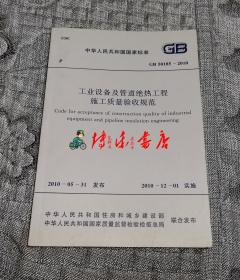 UDC
中华人民共和国国家标准
GB
P
GB 50185-2010
工业设备及管道绝热工程
施工质量验收规范
Code for acceptance of construction quality of industrial
equipment and pipeline insulation engineering
2010-05-31 发布
2010-12-01 实施
中华人民共和国住房和城乡建设部
中华人民共和国国家质量监督检验检疫总局
联合发布